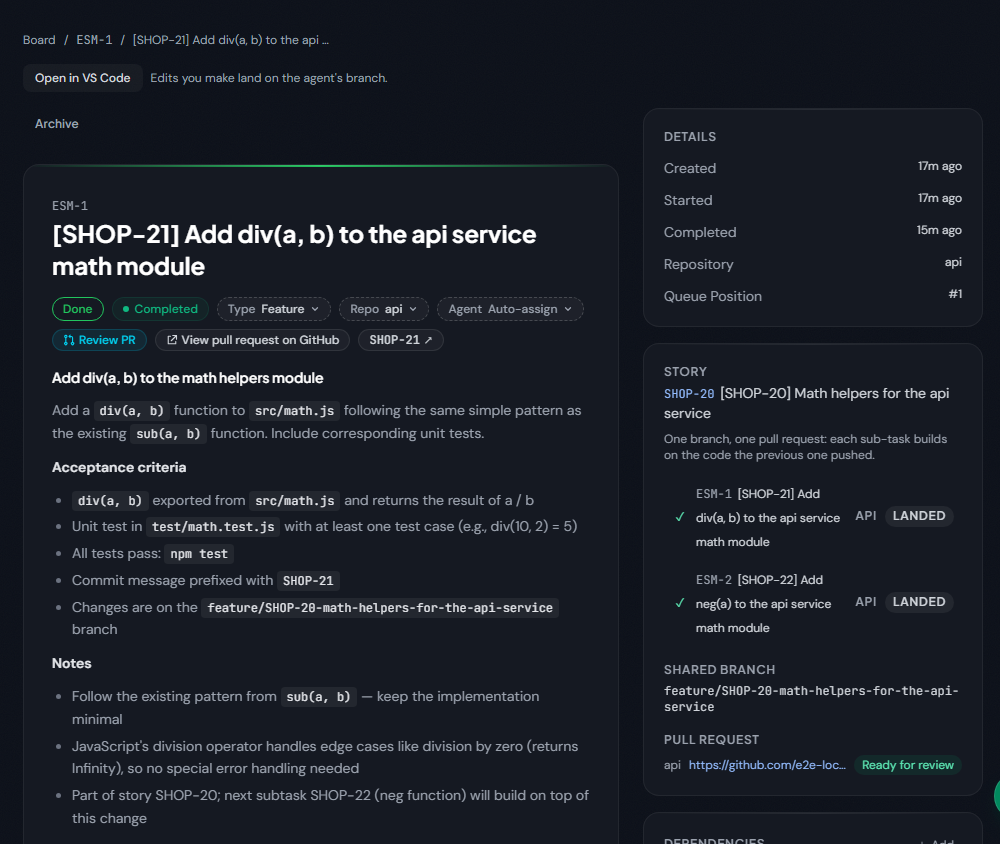 Board / ESM-1 / [SHOP-21] Add div(a, b) to the api …
Open in VS Code Edits you make land on the agent's branch.
Archive
ESM-1
[SHOP-21] Add div(a, b) to the api service
math module
Done Completed Type Feature Repo api Agent Auto-assign
Review PR View pull request on GitHub SHOP-21 ↗
Add div(a, b) to the math helpers module
Add a div(a, b) function to src/math.js following the same simple pattern as
the existing sub(a, b) function. Include corresponding unit tests.
Acceptance criteria
• div(a, b) exported from src/math.js and returns the result of a / b
• Unit test in test/math.test.js with at least one test case (e.g., div(10, 2) = 5)
• All tests pass: npm test
• Commit message prefixed with SHOP-21
• Changes are on the feature/SHOP-20-math-helpers-for-the-api-service
branch
Notes
• Follow the existing pattern from sub(a, b) — keep the implementation
minimal
• JavaScript's division operator handles edge cases like division by zero (returns
Infinity), so no special error handling needed
• Part of story SHOP-20; next subtask SHOP-22 (neg function) will build on top of
this change
DETAILS
Created 17m ago
Started 17m ago
Completed 15m ago
Repository api
Queue Position #1
STORY
SHOP-20 [SHOP-20] Math helpers for the api
service
One branch, one pull request: each sub-task builds
on the code the previous one pushed.
ESM-1 [SHOP-21] Add
✓ div(a, b) to the api service API LANDED
math module
ESM-2 [SHOP-22] Add
✓ neg(a) to the api service API LANDED
math module
SHARED BRANCH
feature/SHOP-20-math-helpers-for-the-api-
service
PULL REQUEST
api https://github.com/e2e-loc… Ready for review
DEPENDENCIES + Add